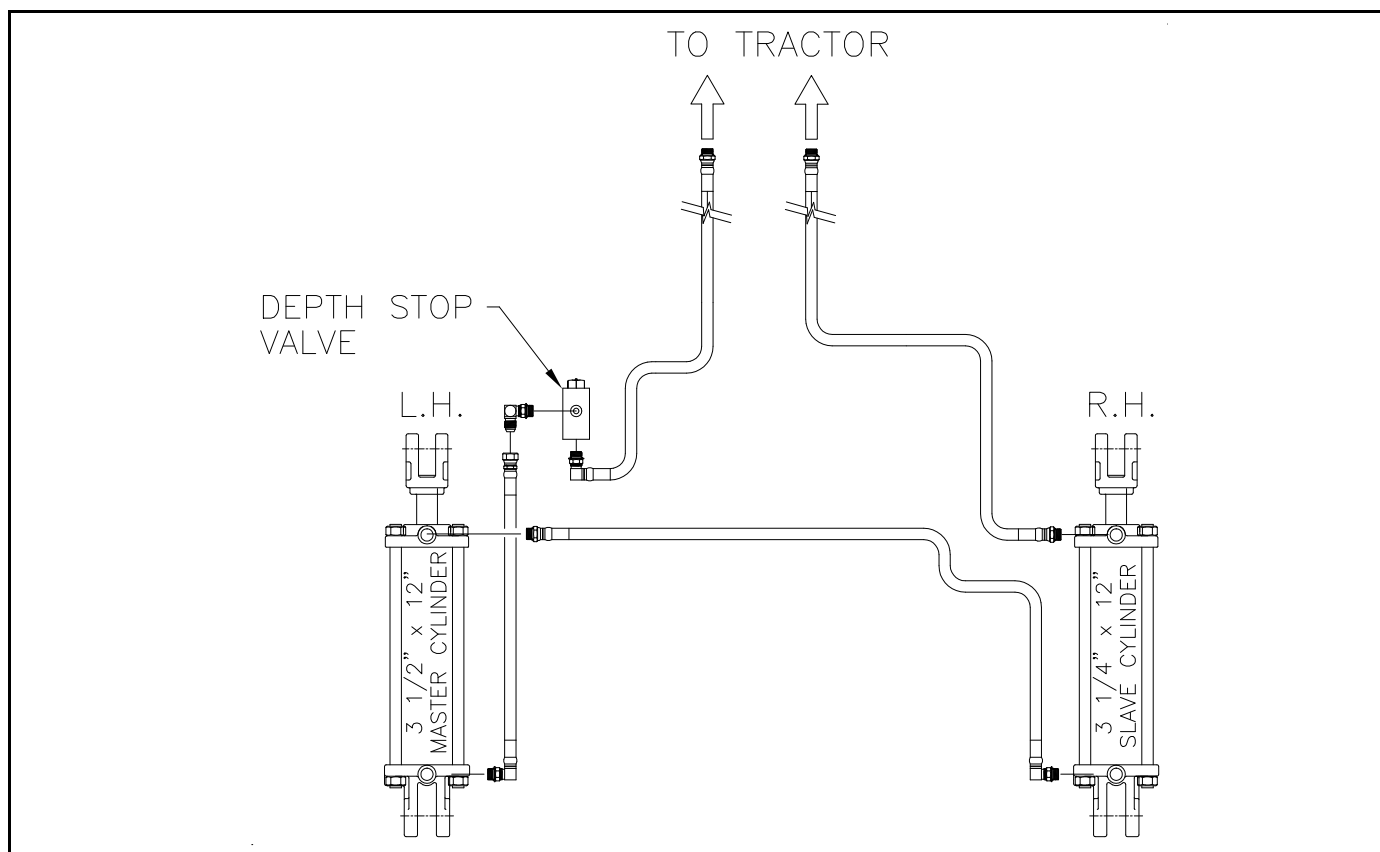 TO TRACTOR
DEPTH STOP
VALVE
L.H.
R.H.
3 1/2” x 12”
MASTER CYLINDER
3 1/4” x 12”
SLAVE CYLINDER